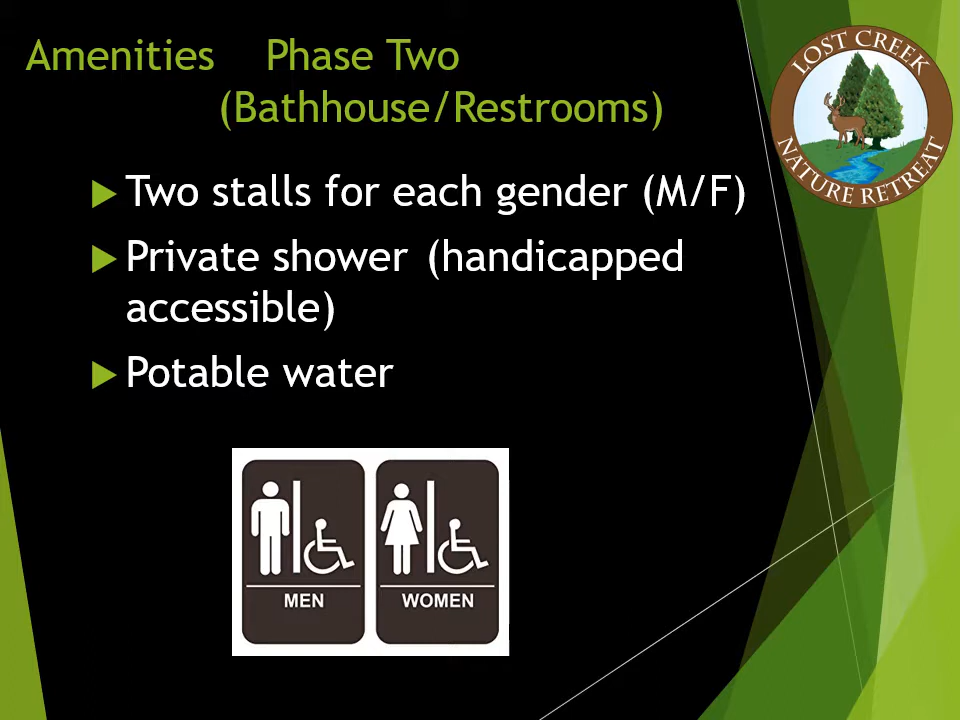 Amenities Phase Two
(Bathhouse/Restrooms)
LOST CREEK
NATURE RETREAT
Two stalls for each gender (M/F)
Private shower (handicapped
accessible)
Potable water
MEN
WOMEN